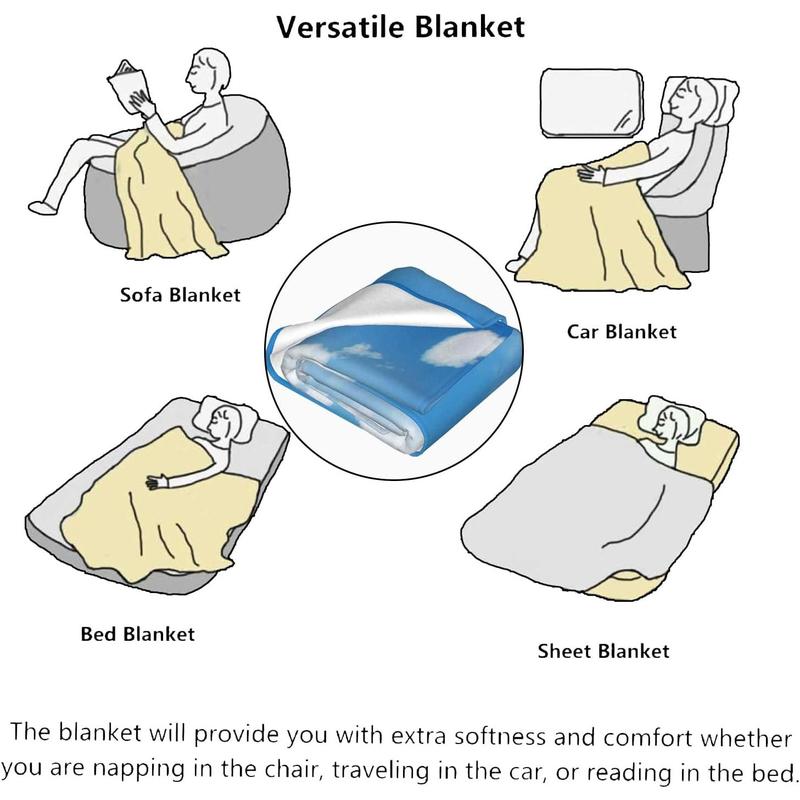 Versatile Blanket
Sofa Blanket
Car Blanket
Bed Blanket
Sheet Blanket
The blanket will provide you with extra softness and comfort whether
you are napping in the chair, traveling in the car, or reading in the bed.